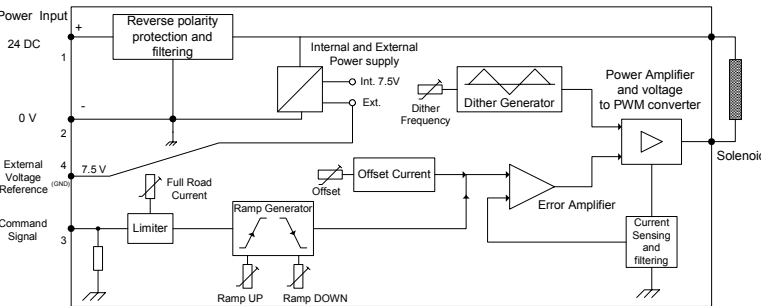 Power Input
+
24 DC
1
Reverse polarity
protection and
filtering
Internal and External
Power supply
Int. 7.5V
Ext.
Dither
Frequency
Dither Generator
Power Amplifier
and voltage
to PWM converter
-
0 V
2
Solenoid
External
Voltage
Reference
4
(GND)
7.5 V
Full Road
Current
Offset
Offset Current
Error Amplifier
Command
Signal
3
Limiter
Ramp Generator
Current
Sensing
and
filtering
Ramp UP
Ramp DOWN